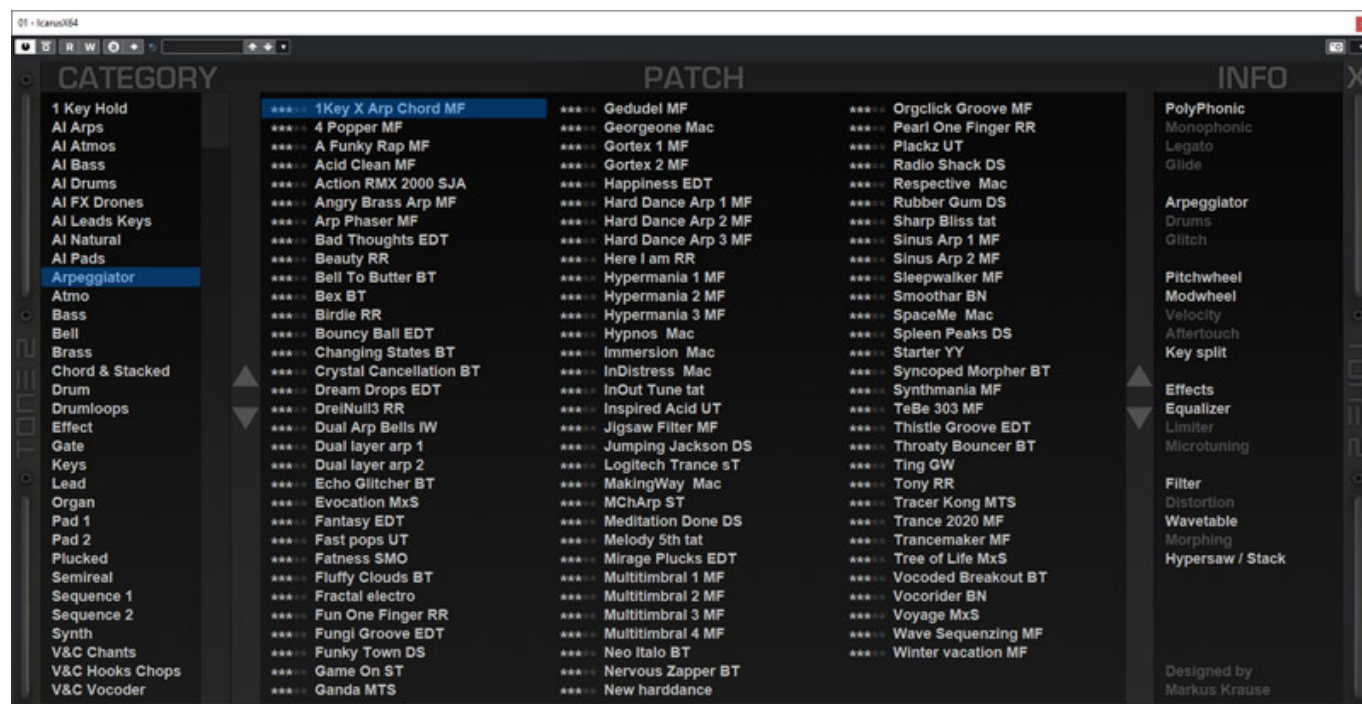 01 - IcarusX64
R W
CATEGORY
PATCH
INFO
X
1 Key Hold
AI Arps
AI Atmos
AI Bass
AI Drums
AI FX Drones
AI Leads Keys
AI Natural
AI Pads
Arpeggiator
Atmo
Bass
Bell
Brass
Chord & Stacked
Drum
Drumloops
Effect
Gate
Keys
Lead
Organ
Pad 1
Pad 2
Plucked
Semireal
Sequence 1
Sequence 2
Synth
V&C Chants
V&C Hooks Chops
V&C Vocoder
1Key X Arp Chord MF
4 Popper MF
A Funky Rap MF
Acid Clean MF
Action RMX 2000 SJA
Angry Brass Arp MF
Arp Phaser MF
Bad Thoughts EDT
Beauty RR
Bell To Butter BT
Bex BT
Birdie RR
Bouncy Ball EDT
Changing States BT
Crystal Cancellation BT
Dream Drops EDT
DreiNull3 RR
Dual Arp Bells IW
Dual layer arp 1
Dual layer arp 2
Echo Glitcher BT
Evocation MxS
Fantasy EDT
Fast pops UT
Fatness SMO
Fluffy Clouds BT
Fractal electro
Fun One Finger RR
Fungi Groove EDT
Funky Town DS
Game On ST
Ganda MTS
Gedudel MF
Georgeone Mac
Gortex 1 MF
Gortex 2 MF
Happiness EDT
Hard Dance Arp 1 MF
Hard Dance Arp 2 MF
Hard Dance Arp 3 MF
Here I am RR
Hypermania 1 MF
Hypermania 2 MF
Hypermania 3 MF
Hypnos Mac
Immersion Mac
InDistress Mac
InOut Tune tat
Inspired Acid UT
Jigsaw Filter MF
Jumping Jackson DS
Logitech Trance sT
MakingWay Mac
MChArp ST
Meditation Done DS
Melody 5th tat
Mirage Plucks EDT
Multitimbral 1 MF
Multitimbral 2 MF
Multitimbral 3 MF
Multitimbral 4 MF
Neo Italo BT
Nervous Zapper BT
New harddance
Orgclick Groove MF
Pearl One Finger RR
Plackz UT
Radio Shack DS
Respective Mac
Rubber Gum DS
Sharp Bliss tat
Sinus Arp 1 MF
Sinus Arp 2 MF
Sleepwalker MF
Smoothar BN
SpaceMe Mac
Spleen Peaks DS
Starter YY
Syncoped Morpher BT
Synthmania MF
TeBe 303 MF
Thistle Groove EDT
Throaty Bouncer BT
Ting GW
Tony RR
Tracer Kong MTS
Trance 2020 MF
Trancemaker MF
Tree of Life MxS
Vocoded Breakout BT
Vocorider BN
Voyage MxS
Wave Sequenzing MF
Winter vacation MF
PolyPhonic
Monophonic
Legato
Glide
Arpeggiator
Drums
Glitch
Pitchwheel
Modwheel
Velocity
Aftertouch
Key split
Effects
Equalizer
Limiter
Microtuning
Filter
Distortion
Wavetable
Morphing
Hypersaw / Stack
Designed by
Markus Krause